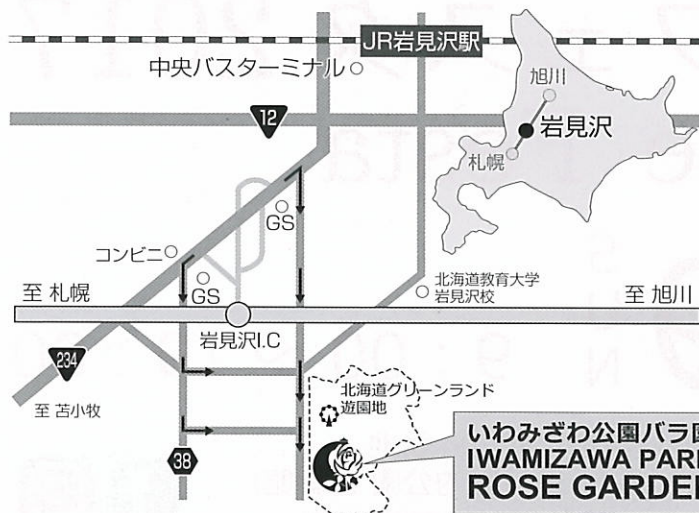 JR岩見沢駅
中央バスターミナル
旭川
岩見沢
札幌
12
GS
コンビニ
GS
北海道教育大学
岩見沢校
至 札幌
至 旭川
岩見沢I.C
234
至 苫小牧
北海道グリーンランド
遊園地
38
いわみざわ公園バラ園
IWAMIZAWA PARK
ROSE GARDEN